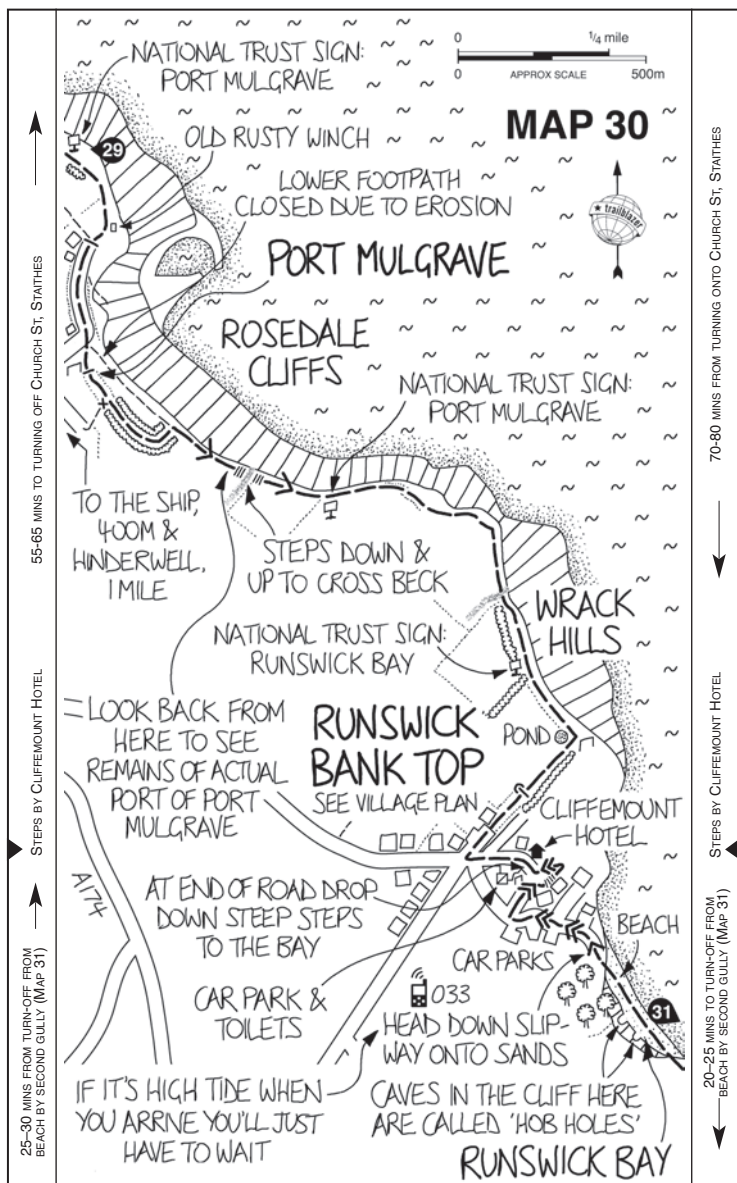 NATIONAL TRUST SIGN:
PORT MULGRAVE
0 ¼ mile
0 APPROX SCALE 500m
MAP 30
29
OLD RUSTY WINCH
LOWER FOOTPATH
CLOSED DUE TO EROSION
★ trailblazer
PORT MULGRAVE
ROSEDALE
CLIFFS
NATIONAL TRUST SIGN:
PORT MULGRAVE
TO THE SHIP,
400M &
HINDERWELL,
1 MILE
STEPS DOWN &
UP TO CROSS BECK
WRACK
HILLS
NATIONAL TRUST SIGN:
RUNSWICK BAY
LOOK BACK FROM
HERE TO SEE
REMAINS OF ACTUAL
PORT OF PORT
MULGRAVE
RUNSWICK
BANK TOP
SEE VILLAGE PLAN
POND
CLIFFEMOUNT
HOTEL
A174
AT END OF ROAD DROP
DOWN STEEP STEPS
TO THE BAY
BEACH
CAR PARKS
CAR PARK &
TOILETS
033
31
HEAD DOWN SLIP-
WAY ONTO SANDS
IF IT'S HIGH TIDE WHEN
YOU ARRIVE YOU'LL JUST
HAVE TO WAIT
CAVES IN THE CLIFF HERE
ARE CALLED 'HOB HOLES'
RUNSWICK BAY
55-65 MINS TO TURNING OFF CHURCH ST, STAITHES
STEPS BY CLIFFEMOUNT HOTEL
25–30 MINS FROM TURN-OFF FROM
BEACH BY SECOND GULLY (MAP 31)
70-80 MINS FROM TURNING ONTO CHURCH ST, STAITHES
STEPS BY CLIFFEMOUNT HOTEL
20–25 MINS TO TURN-OFF FROM
BEACH BY SECOND GULLY (MAP 31)